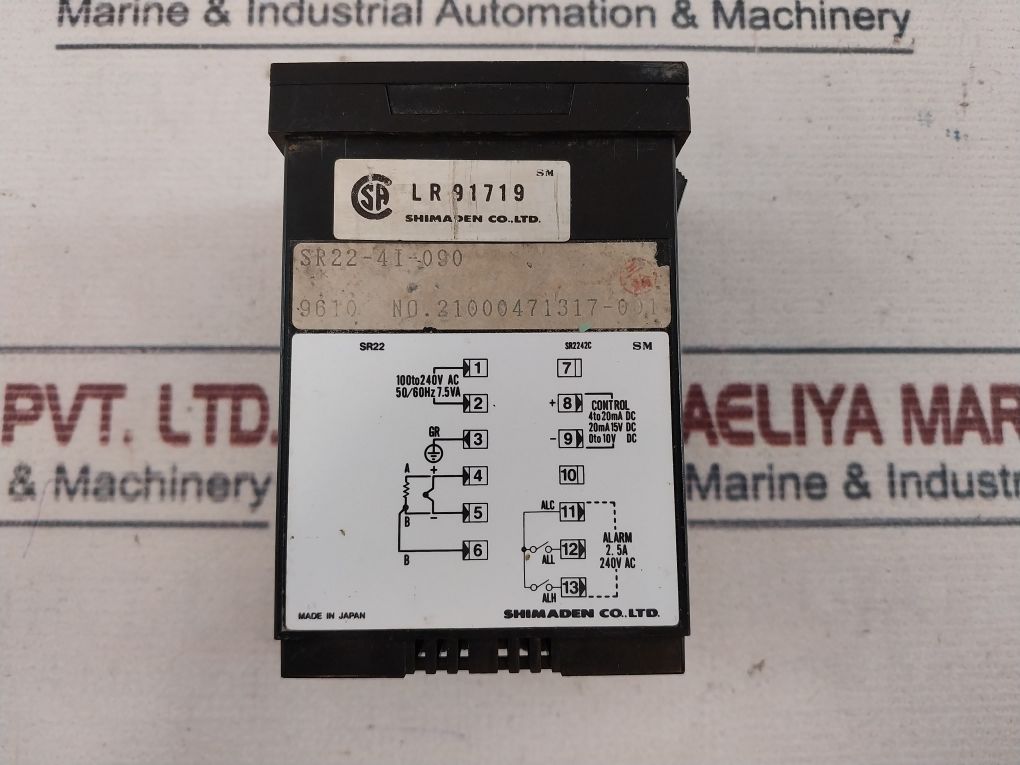 Marine & Industrial Automation & Machinery
SM
CSA LR 91719
SHIMADEN CO.,LTD.
SR22-4I-090
9610 NO.21000471317-001
SR22 SR2242C SM
1 7
100to240V AC
50/60Hz 7.5VA
2 + 8 CONTROL
4to20mA DC
20mA15V DC
GR 3 - 9 0to10V DC
A + 4 10
B - 5 ALC 11
ALARM
2.5A
240V AC
B 6 ALL 12
ALH 13
MADE IN JAPAN SHIMADEN CO.,LTD.
PVT. LTD. AELIYA MAR
& Machinery Marine & Industr